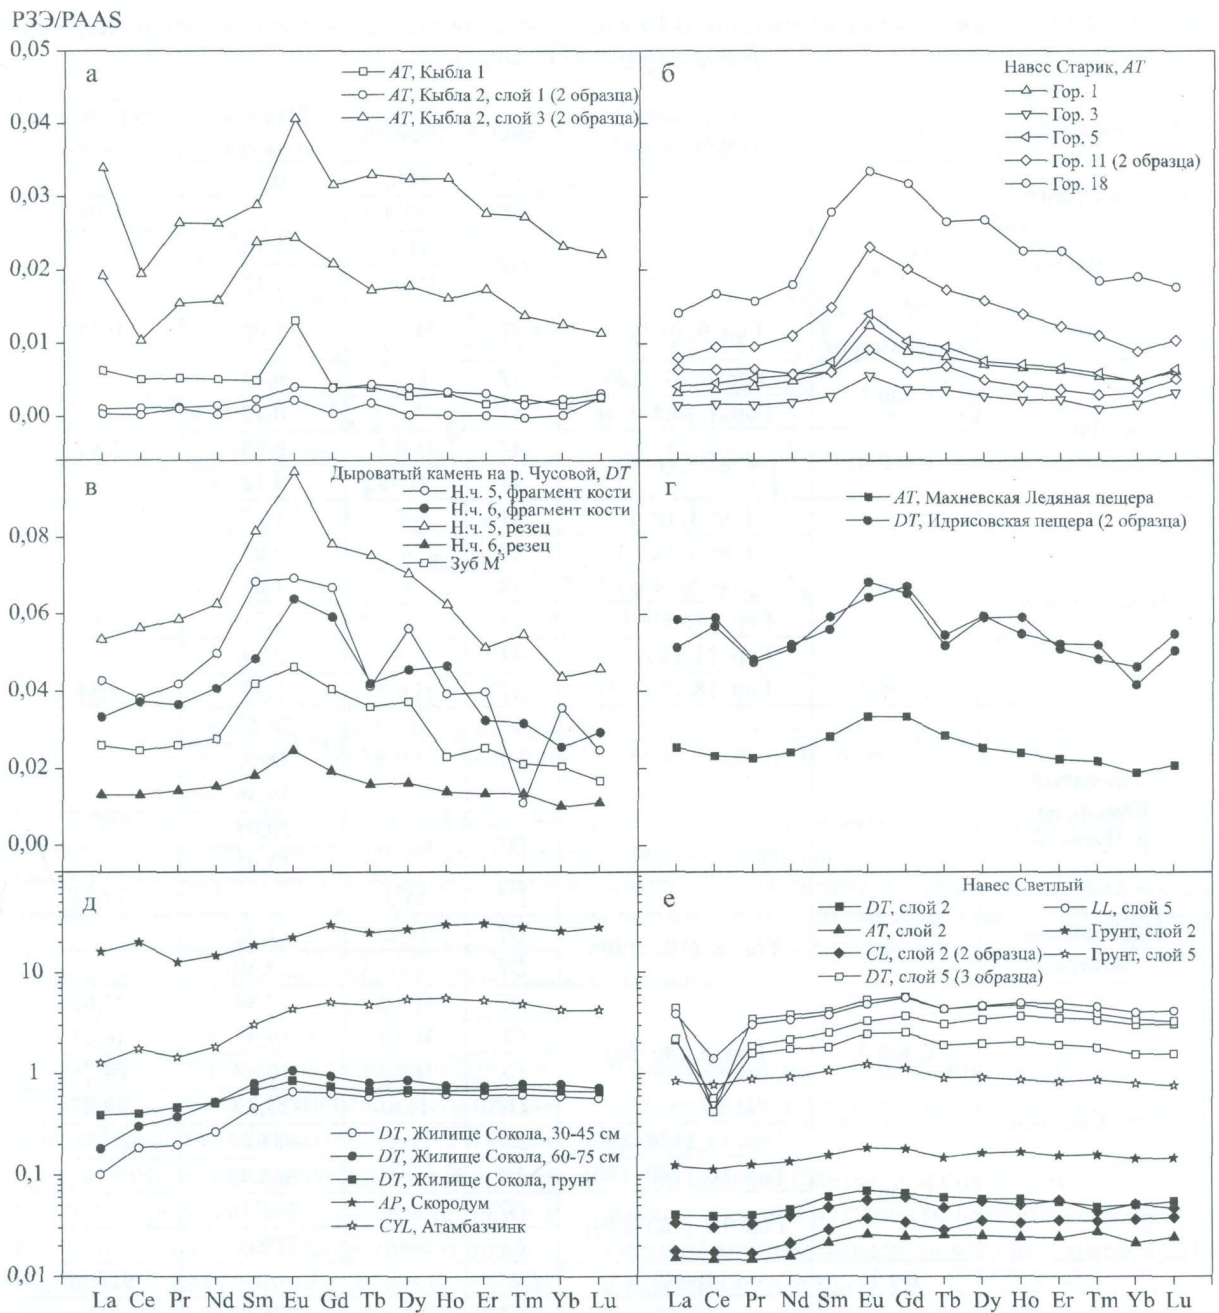 РЗЭ/PAAS
0,05
0,04
0,03
0,02
0,01
0,00
а
AT, Кыбла 1
AT, Кыбла 2, слой 1 (2 образца)
AT, Кыбла 2, слой 3 (2 образца)
б
Навес Старик, AT
Гор. 1
Гор. 3
Гор. 5
Гор. 11 (2 образца)
Гор. 18
0,08
0,06
0,04
0,02
0,00
в
Дыроватый камень на р. Чусовой, DT
Н.ч. 5, фрагмент кости
Н.ч. 6, фрагмент кости
Н.ч. 5, резец
Н.ч. 6, резец
Зуб М³
г
AT, Махневская Ледяная пещера
DT, Идрисовская пещера (2 образца)
10
1
0,1
0,01
д
DT, Жилище Сокола, 30-45 см
DT, Жилище Сокола, 60-75 см
DT, Жилище Сокола, грунт
AP, Скородум
CYL, Атамбазчинк
е
Навес Светлый
DT, слой 2
AT, слой 2
CL, слой 2 (2 образца)
DT, слой 5 (3 образца)
LL, слой 5
Грунт, слой 2
Грунт, слой 5
La Ce Pr Nd Sm Eu Gd Tb Dy Ho Er Tm Yb Lu
La Ce Pr Nd Sm Eu Gd Tb Dy Ho Er Tm Yb Lu